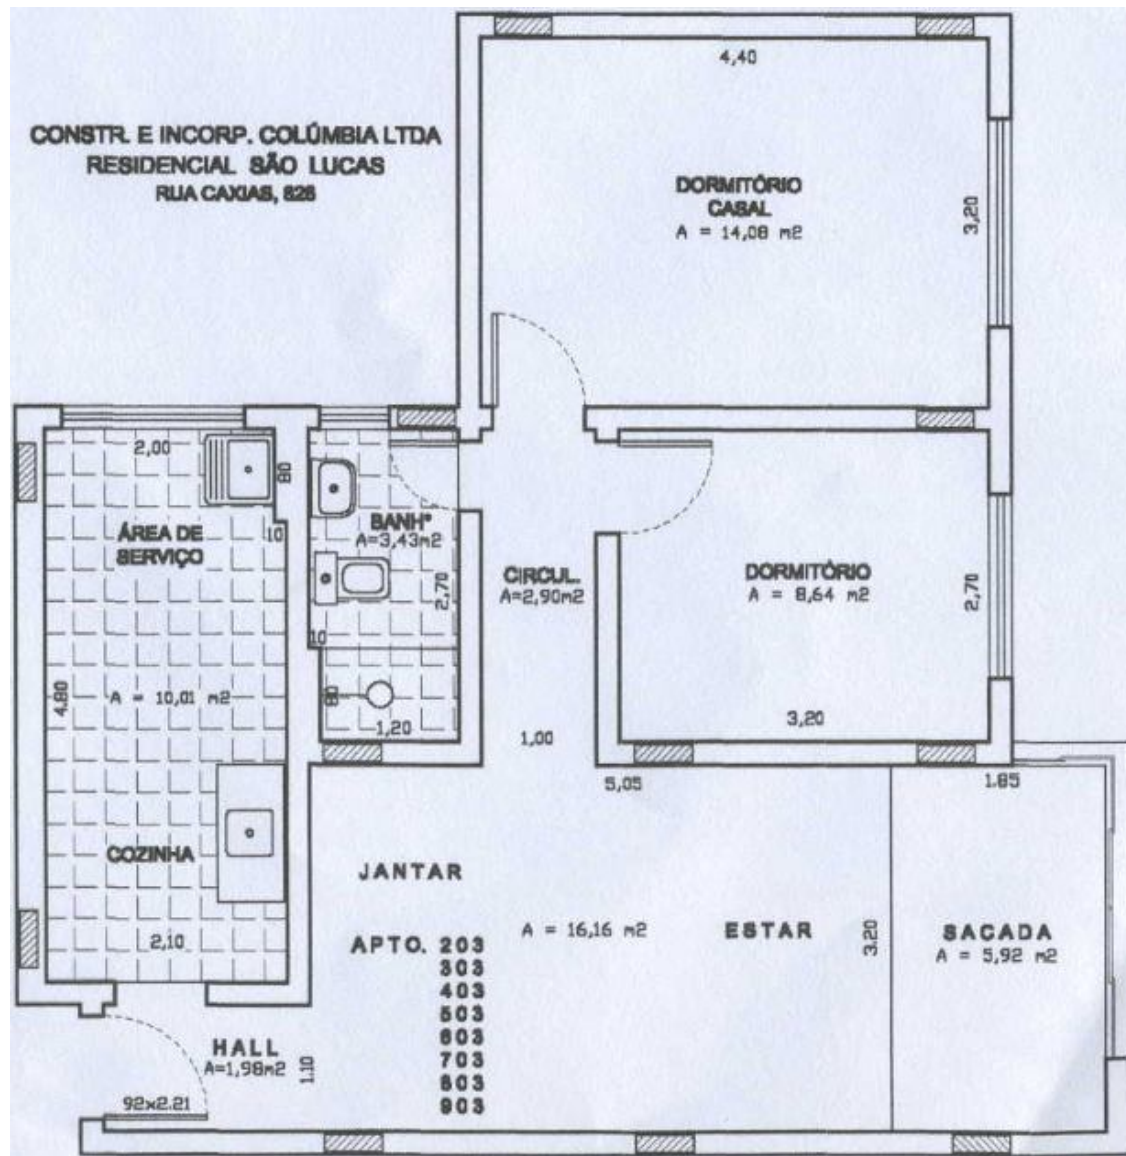 CONSTR. E INCORP. COLÚMBIA LTDA
RESIDENCIAL SÃO LUCAS
RUA CAXIAS, 828
4,40
DORMITÓRIO
CASAL
A = 14,08 m2
3,20
2,00
80
10
ÁREA DE
SERVIÇO
BANHº
A=3,43m2
2,70
10
80
1,20
CIRCUL.
A=2,90m2
1,00
DORMITÓRIO
A = 8,64 m2
2,70
3,20
4.80
A = 10,01 m2
COZINHA
2,10
5,05
1.85
JANTAR
A = 16,16 m2
ESTAR
3.20
SACADA
A = 5,92 m2
APTO. 203
303
403
503
603
703
803
903
HALL
A=1,98m2
1.10
92x2.21